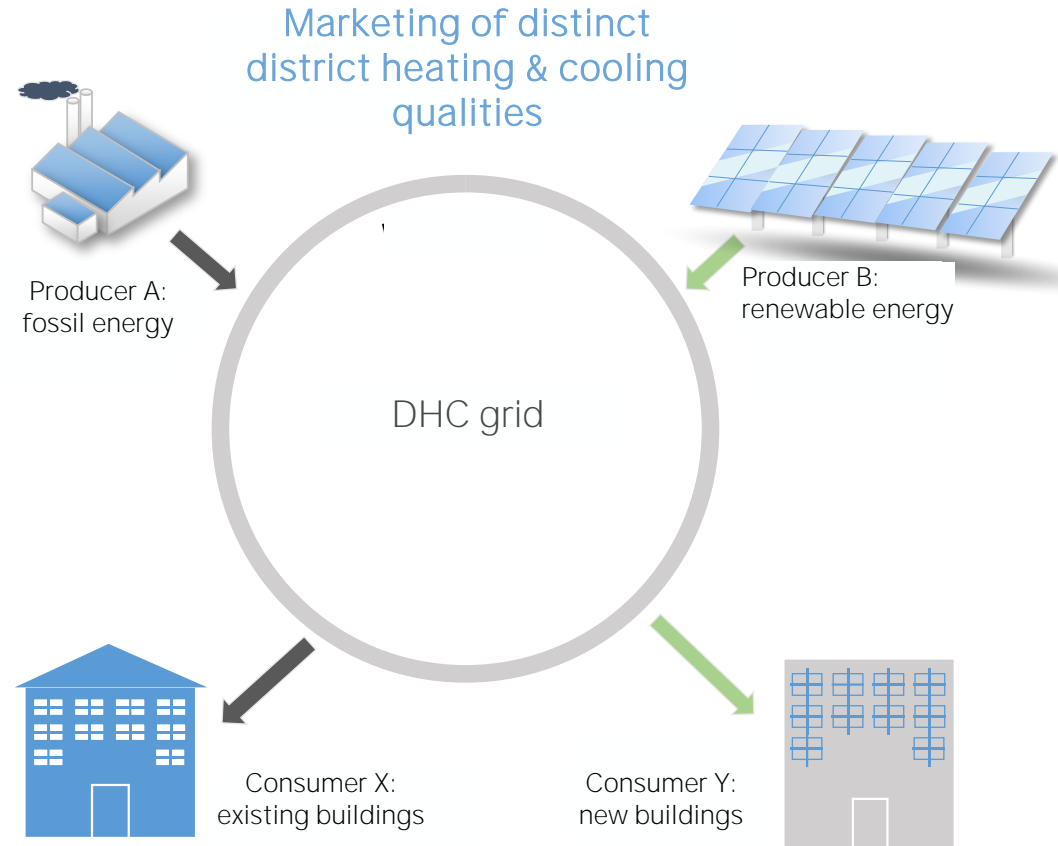 Marketing of distinct
district heating & cooling
qualities
Producer A:
fossil energy
Producer B:
renewable energy
DHC grid
Consumer X:
existing buildings
Consumer Y:
new buildings